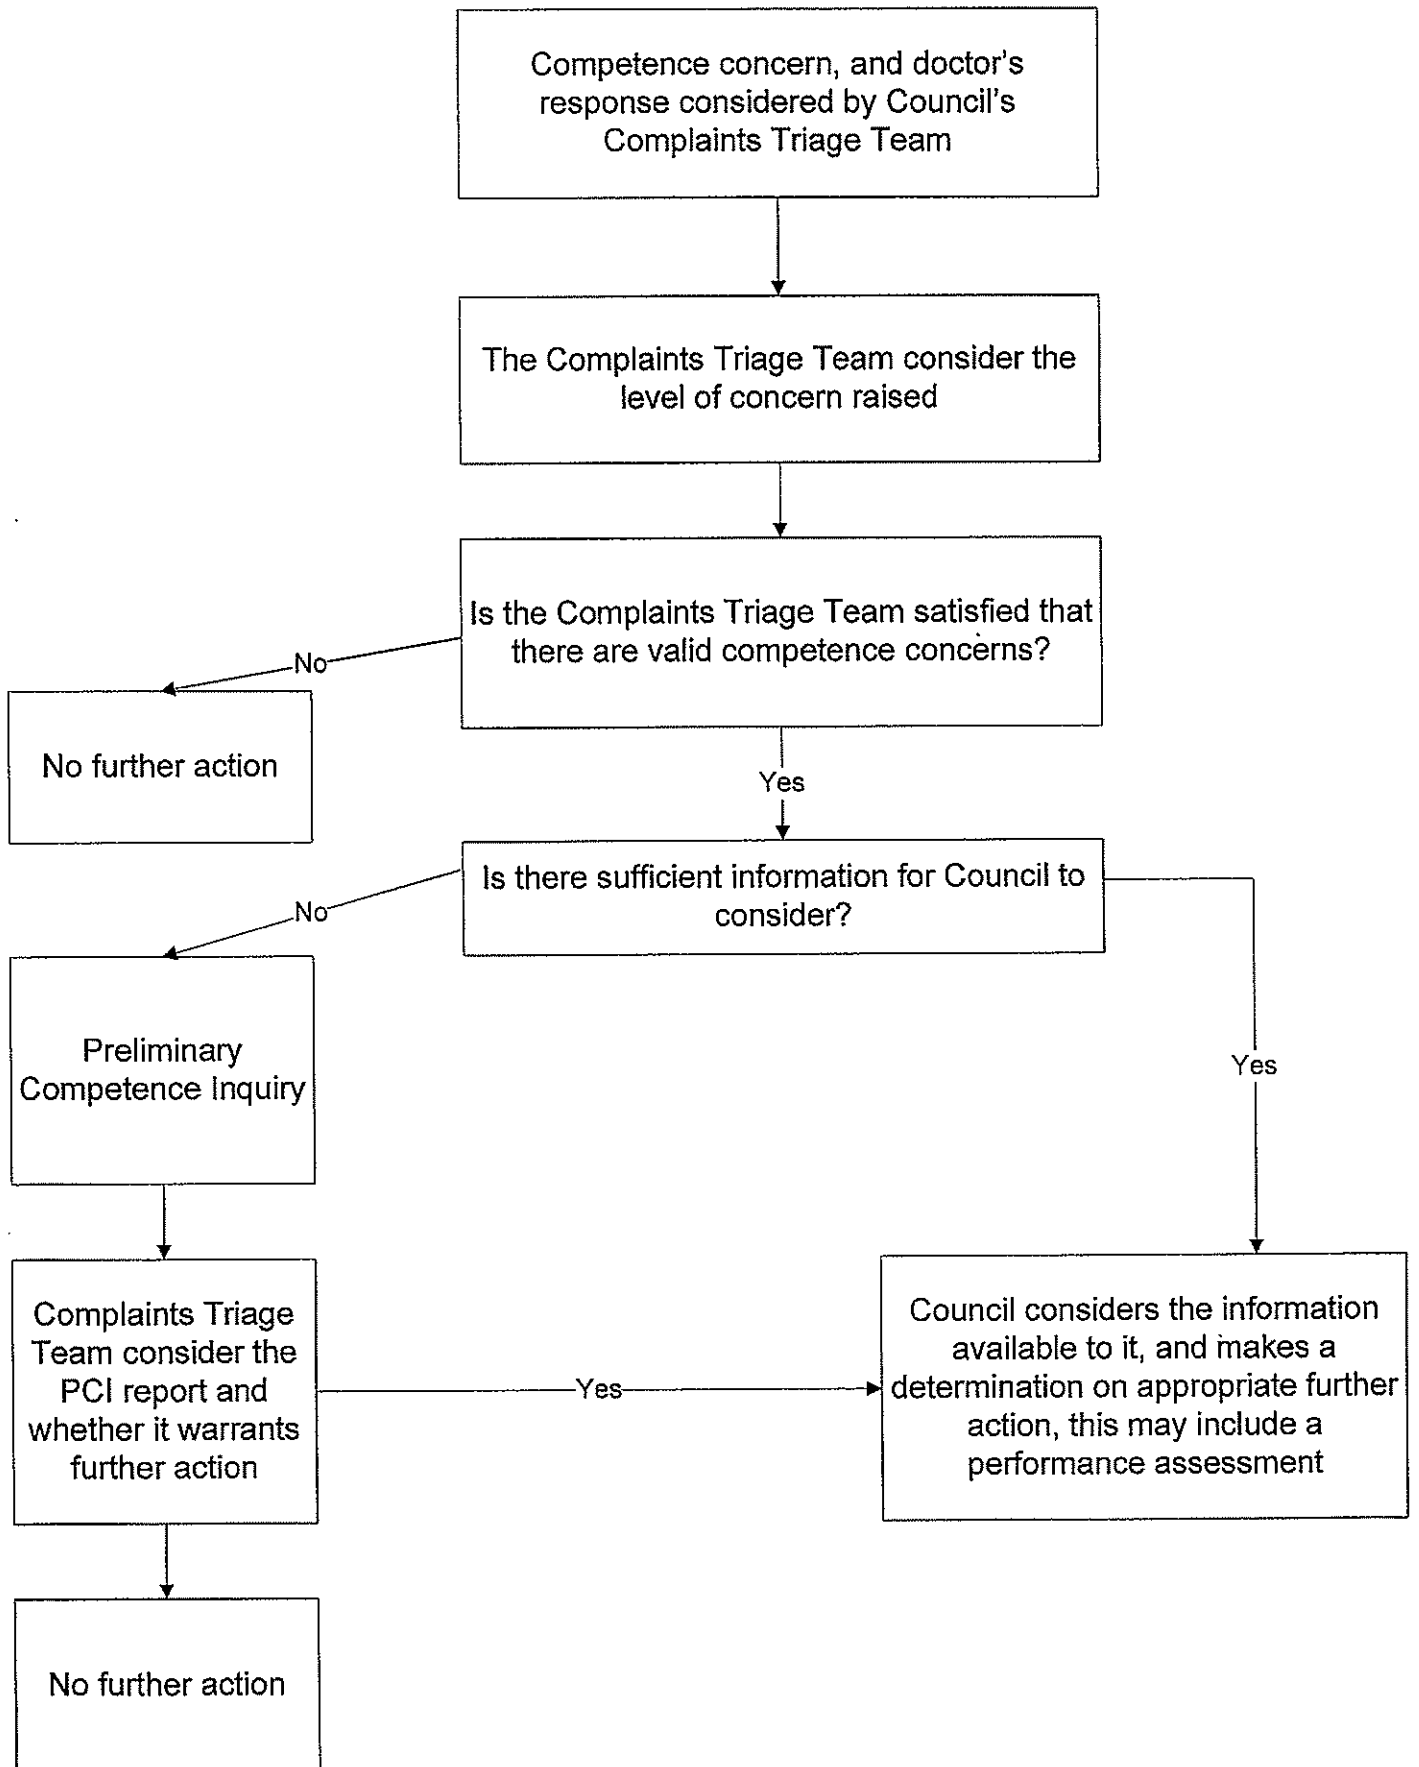 Competence concern, and doctor's
response considered by Council's
Complaints Triage Team
The Complaints Triage Team consider the
level of concern raised
Is the Complaints Triage Team satisfied that
there are valid competence concerns?
No
No further action
Yes
Is there sufficient information for Council to
consider?
No
Preliminary
Competence Inquiry
Yes
Complaints Triage
Team consider the
PCI report and
whether it warrants
further action
Yes
Council considers the information
available to it, and makes a
determination on appropriate further
action, this may include a
performance assessment
No further action